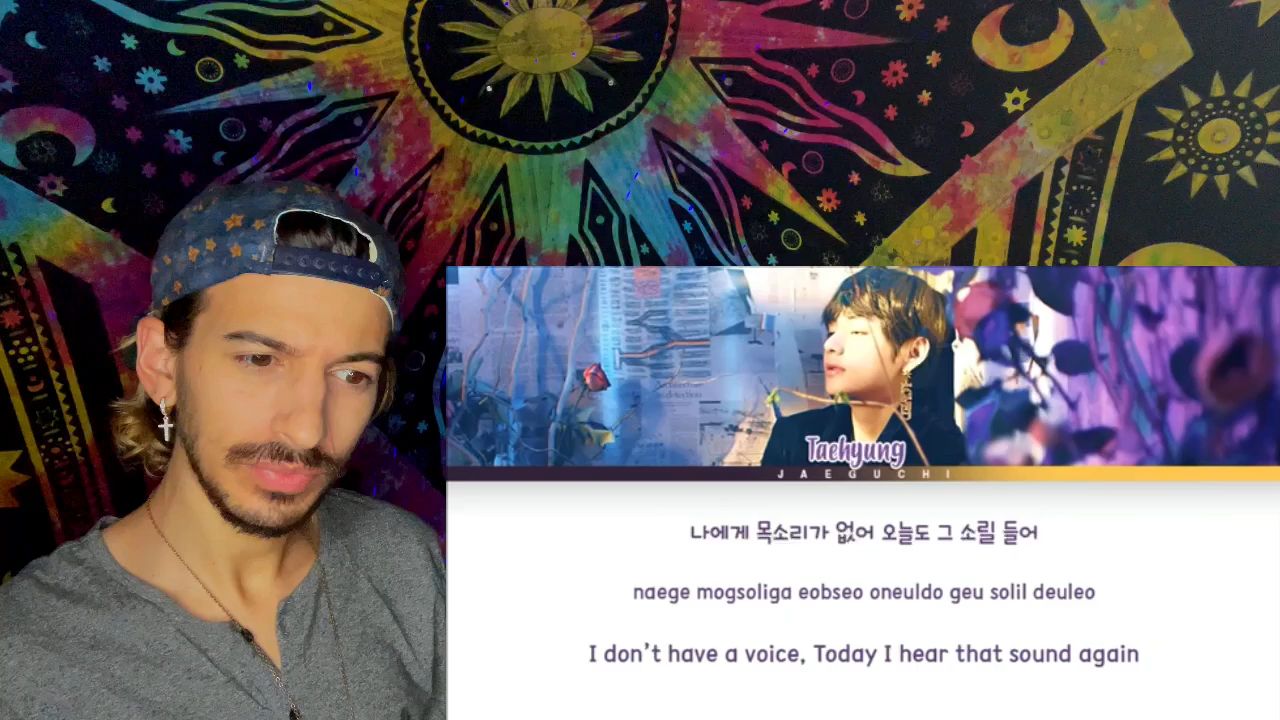 Taehyung
JAEGUCHI
나에게 목소리가 없어 오늘도 그 소릴 들어
naege mogsoliga eobseo oneuldo geu solil deuleo
I don't have a voice, Today I hear that sound again